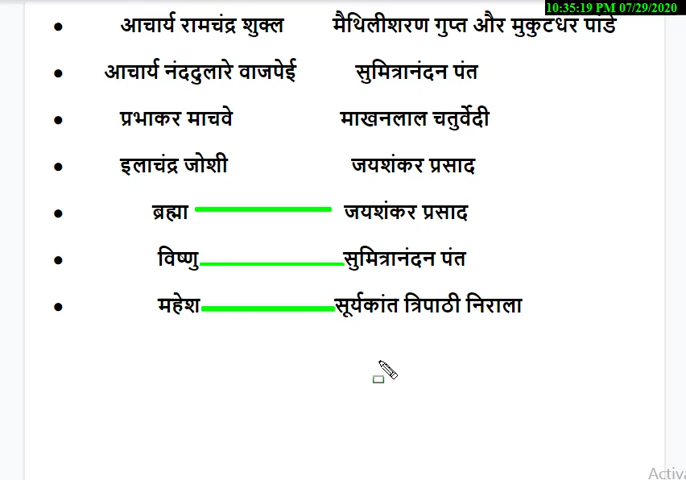 10:35:19 PM 07/29/2020
• आचार्य रामचंद्र शुक्ल मैथिलीशरण गुप्त और मुकुटधर पांडे
• आचार्य नंददुलारे वाजपेई सुमित्रानंदन पंत
• प्रभाकर माचवे माखनलाल चतुर्वेदी
• इलाचंद्र जोशी जयशंकर प्रसाद
• ब्रह्मा जयशंकर प्रसाद
• विष्णु सुमित्रानंदन पंत
• महेश सूर्यकांत त्रिपाठी निराला